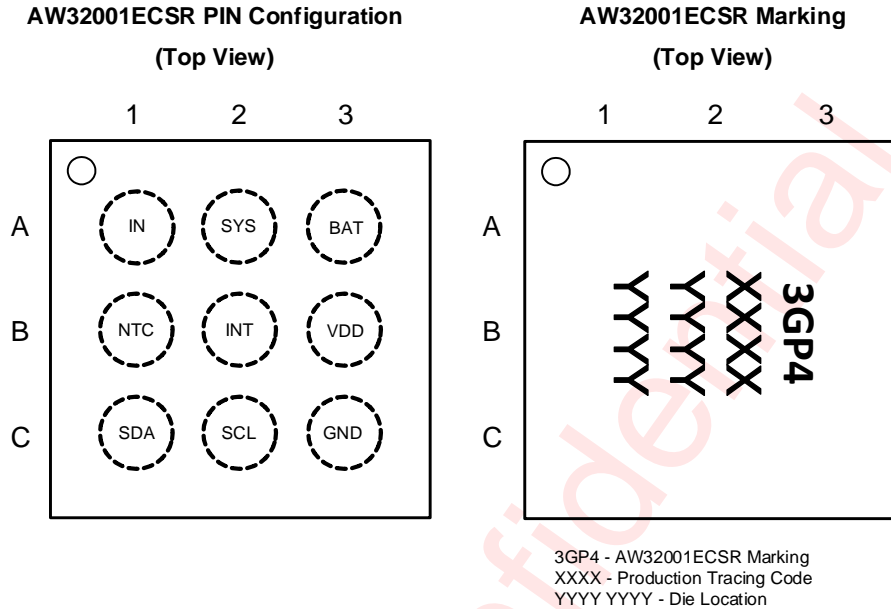 AW32001ECSR PIN Configuration
(Top View)
1 2 3
A IN SYS BAT
B NTC INT VDD
C SDA SCL GND
AW32001ECSR Marking
(Top View)
1 2 3
A
B
C
3GP4
XXXX
YYYY
YYYY
3GP4 - AW32001ECSR Marking
XXXX - Production Tracing Code
YYYY YYYY - Die Location